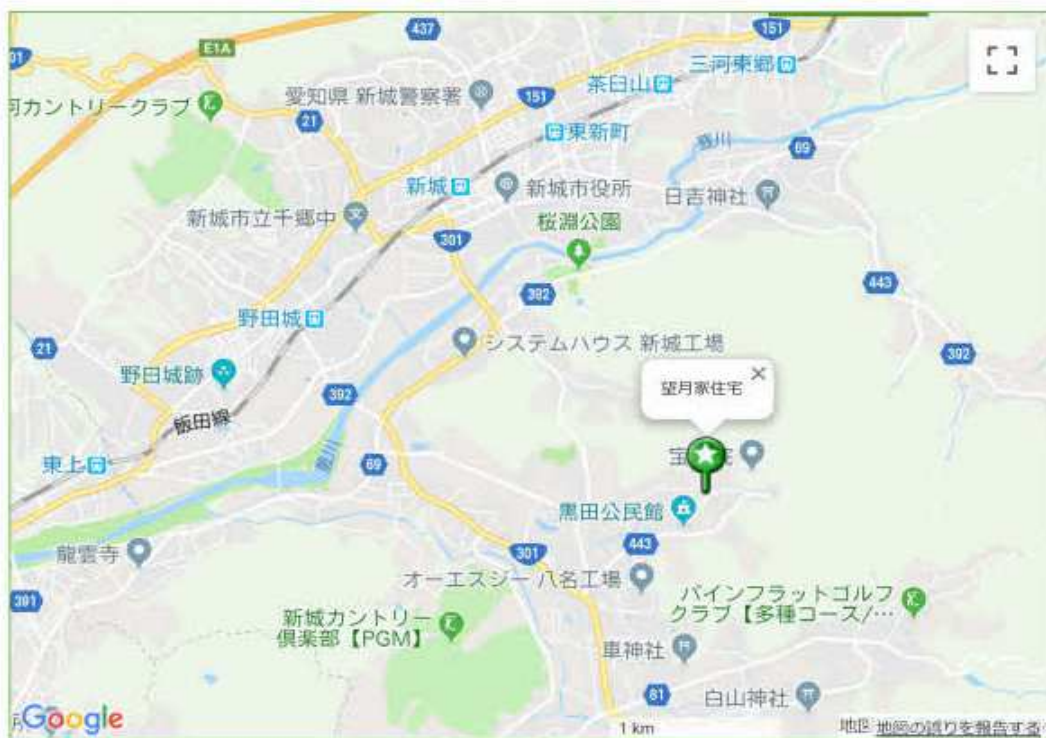 437
151
三河東郷
E1A
茶臼山
愛知県 新城警察署
151
可カントリークラブ
21
東新町
69
新城
新城市役所
日吉神社
新城市立千郷中
桜淵公園
301
443
392
野田城
21
システムハウス 新城工場
392
野田城跡
望月家住宅
392
飯田線
東上
69
黒田公民館
龍雲寺
301
443
オーエスジー 八名工場
391
パインフラットゴルフ
クラブ【多種コース/…
新城カントリー
倶楽部【PGM】
車神社
81
白山神社
Google
1 km
地図の誤りを報告する